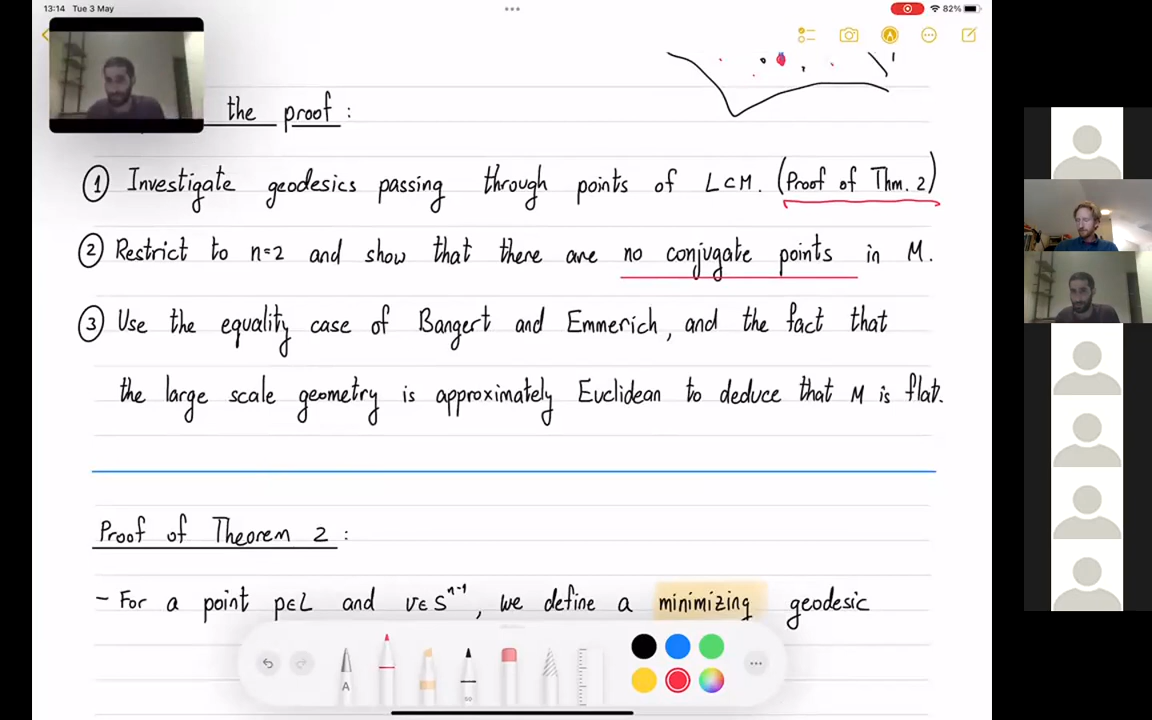 13:14 Tue 3 May
82%
the proof :
① Investigate geodesics passing through points of L⊂M. (Proof of Thm. 2)
② Restrict to n=2 and show that there are no conjugate points in M.
③ Use the equality case of Bangert and Emmerich, and the fact that
the large scale geometry is approximately Euclidean to deduce that M is flat.
Proof of Theorem 2 :
- For a point p∈L and v∈Sⁿ⁻¹, we define a minimizing geodesic
A